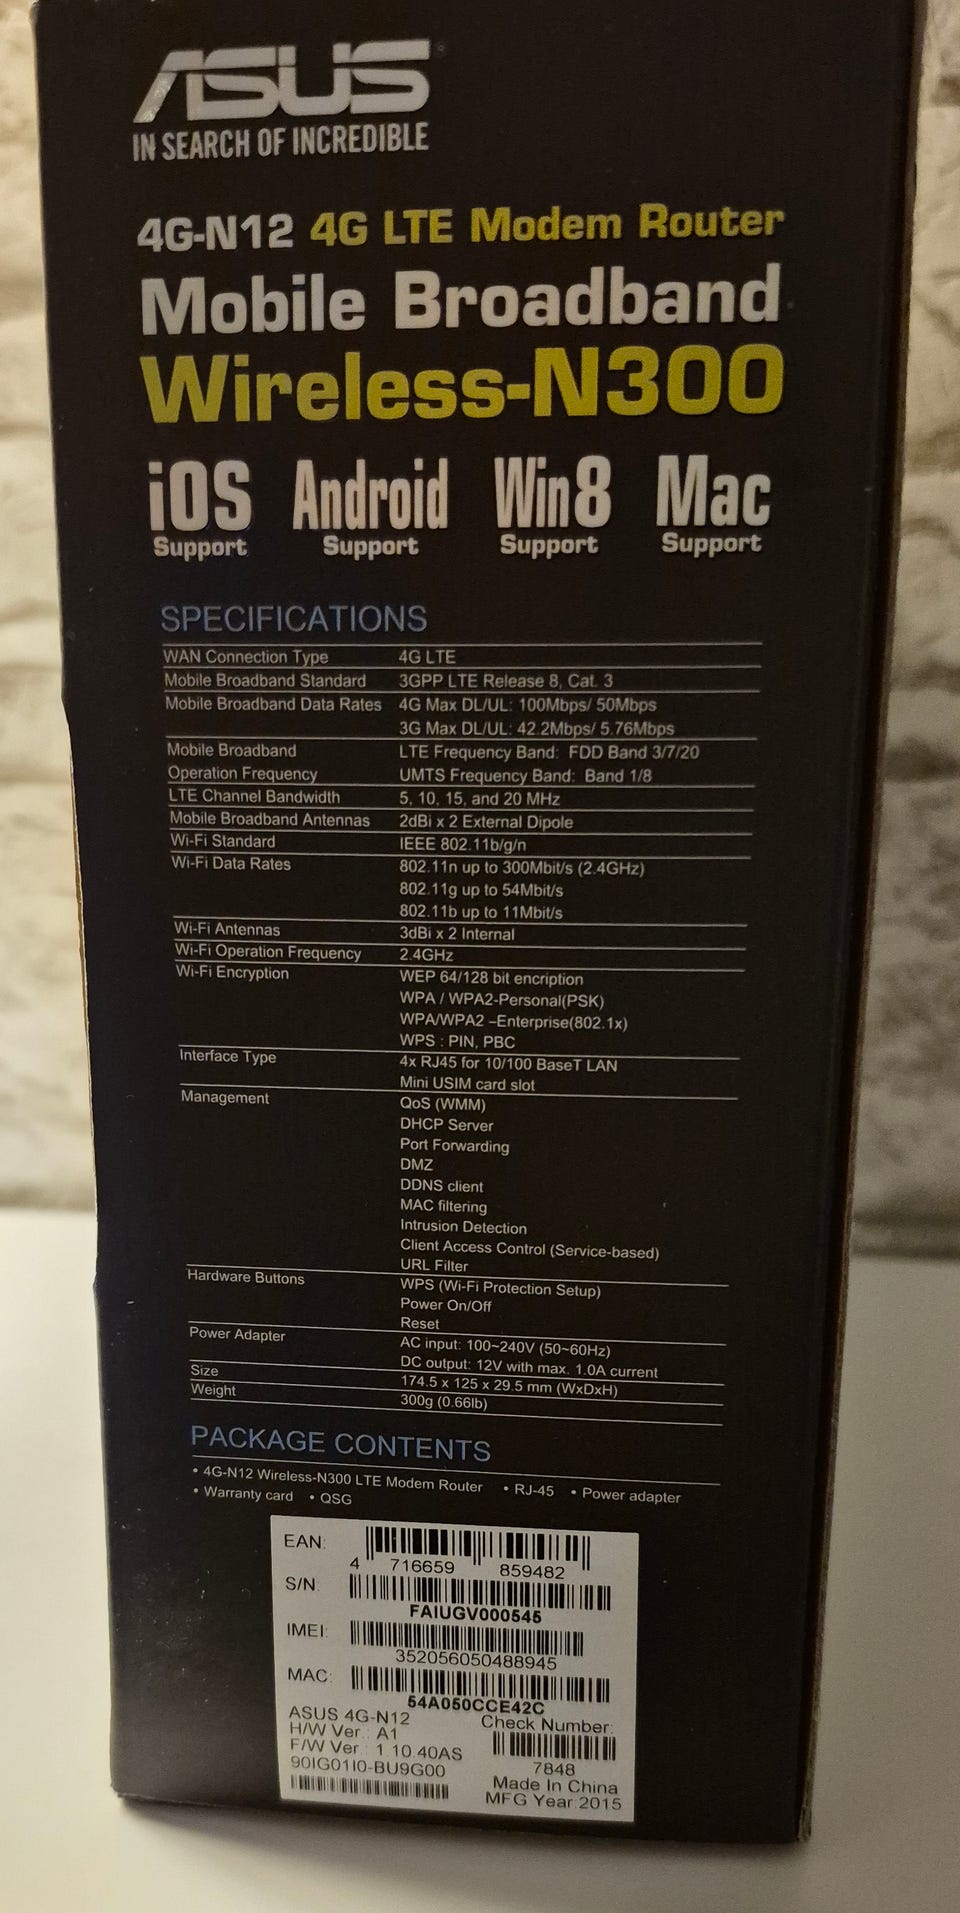 ASUS
IN SEARCH OF INCREDIBLE
4G-N12 4G LTE Modem Router
Mobile Broadband
Wireless-N300
iOS Support Android Support Win8 Support Mac Support
SPECIFICATIONS
WAN Connection Type 4G LTE
Mobile Broadband Standard 3GPP LTE Release 8, Cat. 3
Mobile Broadband Data Rates 4G Max DL/UL: 100Mbps/ 50Mbps
3G Max DL/UL: 42.2Mbps/ 5.76Mbps
Mobile Broadband LTE Frequency Band: FDD Band 3/7/20
Operation Frequency UMTS Frequency Band: Band 1/8
LTE Channel Bandwidth 5, 10, 15, and 20 MHz
Mobile Broadband Antennas 2dBi x 2 External Dipole
Wi-Fi Standard IEEE 802.11b/g/n
Wi-Fi Data Rates 802.11n up to 300Mbit/s (2.4GHz)
802.11g up to 54Mbit/s
802.11b up to 11Mbit/s
Wi-Fi Antennas 3dBi x 2 Internal
Wi-Fi Operation Frequency 2.4GHz
Wi-Fi Encryption WEP 64/128 bit encription
WPA / WPA2-Personal(PSK)
WPA/WPA2 –Enterprise(802.1x)
WPS : PIN, PBC
Interface Type 4x RJ45 for 10/100 BaseT LAN
Mini USIM card slot
Management QoS (WMM)
DHCP Server
Port Forwarding
DMZ
DDNS client
MAC filtering
Intrusion Detection
Client Access Control (Service-based)
URL Filter
Hardware Buttons WPS (Wi-Fi Protection Setup)
Power On/Off
Reset
Power Adapter AC input: 100~240V (50~60Hz)
DC output: 12V with max. 1.0A current
Size 174.5 x 125 x 29.5 mm (WxDxH)
Weight 300g (0.66lb)
PACKAGE CONTENTS
• 4G-N12 Wireless-N300 LTE Modem Router • RJ-45 • Power adapter
• Warranty card • QSG
EAN: 4 716659 859482
S/N: FAIUGV000545
IMEI: 352056050488945
MAC: 54A050CCE42C
ASUS 4G-N12
H/W Ver.: A1
F/W Ver.: 1.10.40AS
90IG01I0-BU9G00
Check Number:
7848
Made In China
MFG Year:2015